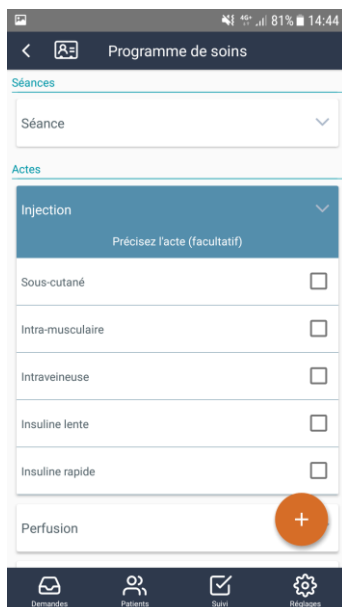 81% 14:44
Programme de soins
Séances
Séance
Actes
Injection
Précisez l'acte (facultatif)
Sous-cutané
Intra-musculaire
Intraveineuse
Insuline lente
Insuline rapide
Perfusion
+
Demandes Patients Suivi Réglages